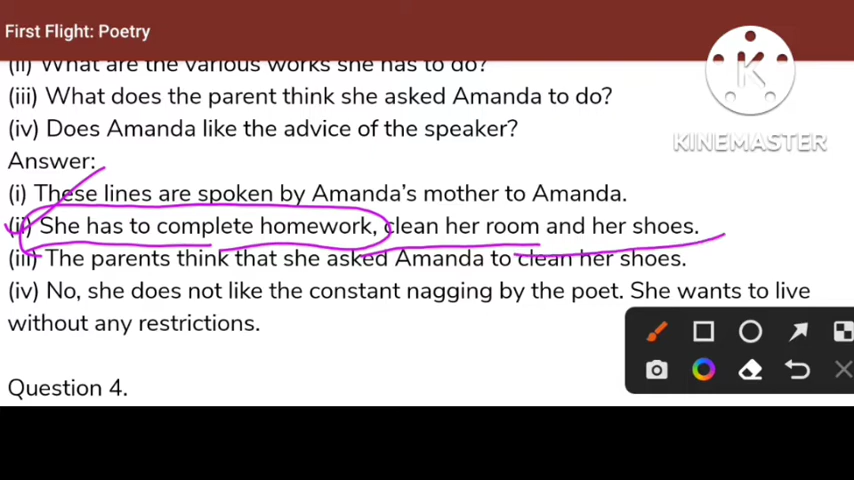 First Flight: Poetry
(ii) What are the various works she has to do?
(iii) What does the parent think she asked Amanda to do?
(iv) Does Amanda like the advice of the speaker?
KINEMASTER
Answer:
(i) These lines are spoken by Amanda's mother to Amanda.
(ii) She has to complete homework, clean her room and her shoes.
(iii) The parents think that she asked Amanda to clean her shoes.
(iv) No, she does not like the constant nagging by the poet. She wants to live
without any restrictions.
Question 4.